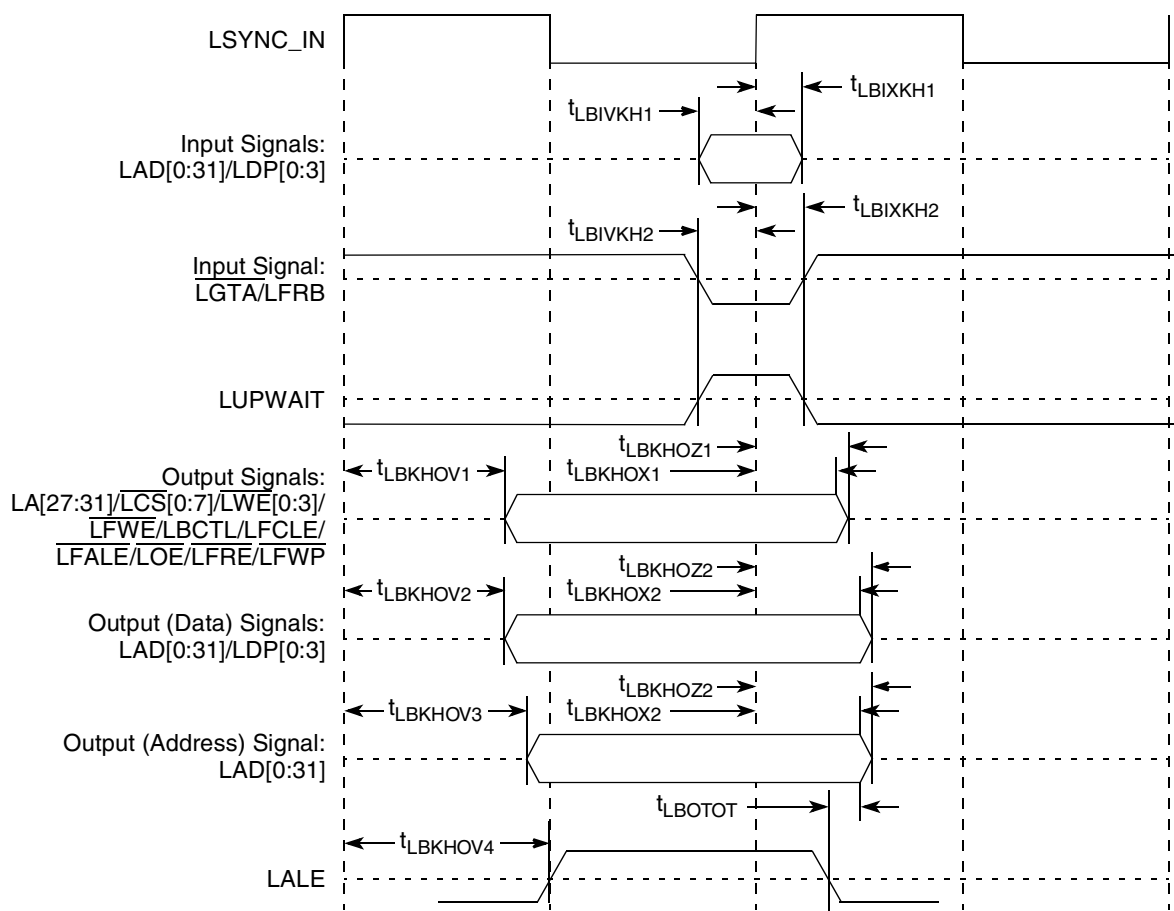 LSYNC_IN
tLBIXKH1
tLBIVKH1
Input Signals:
LAD[0:31]/LDP[0:3]
tLBIXKH2
tLBIVKH2
Input Signal:
LGTA/LFRB
LUPWAIT
tLBKHOZ1
tLBKHOV1
tLBKHOX1
Output Signals:
LA[27:31]/LCS[0:7]/LWE[0:3]/
LFWE/LBCTL/LFCLE/
LFALE/LOE/LFRE/LFWP
tLBKHOZ2
tLBKHOV2
tLBKHOX2
Output (Data) Signals:
LAD[0:31]/LDP[0:3]
tLBKHOZ2
tLBKHOV3
tLBKHOX2
Output (Address) Signal:
LAD[0:31]
tLBOTOT
tLBKHOV4
LALE